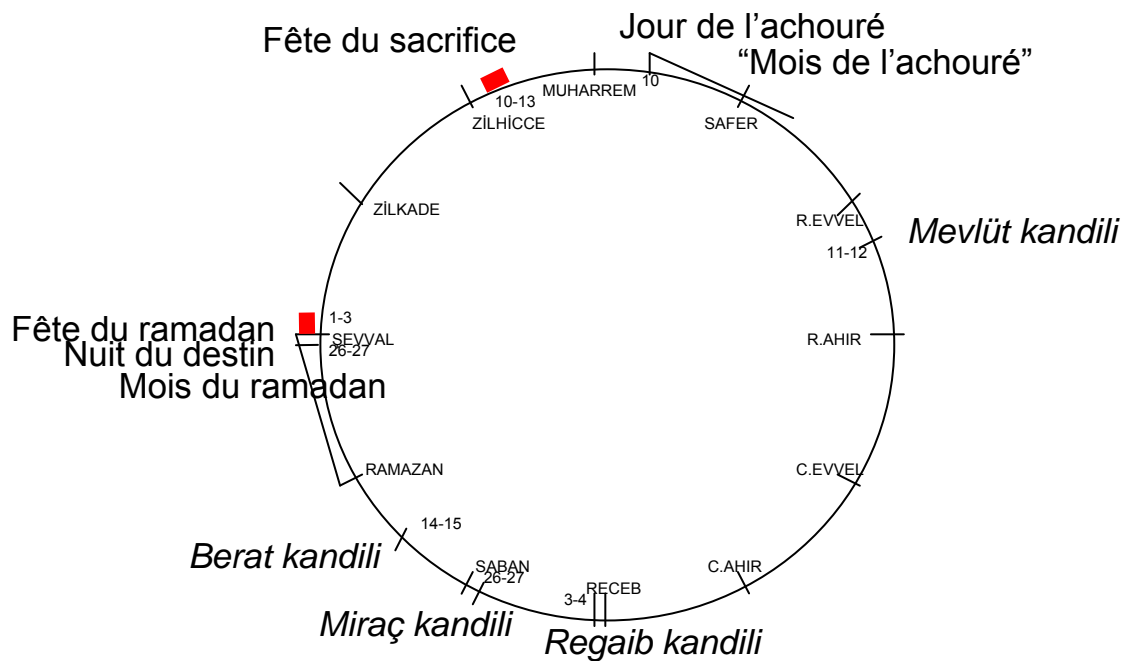 Fête du sacrifice
Jour de l’achouré
“Mois de l’achouré”
10
10-13
MUHARREM
ZİLHİCCE
SAFER
ZİLKADE
R.EVVEL
Mevlüt kandili
11-12
1-3
Fête du ramadan
SEVVAL
R.AHIR
Nuit du destin
26-27
Mois du ramadan
RAMAZAN
C.EVVEL
14-15
Berat kandili
SABAN
26-27
C.AHIR
RECEB
3-4
Miraç kandili
Regaib kandili